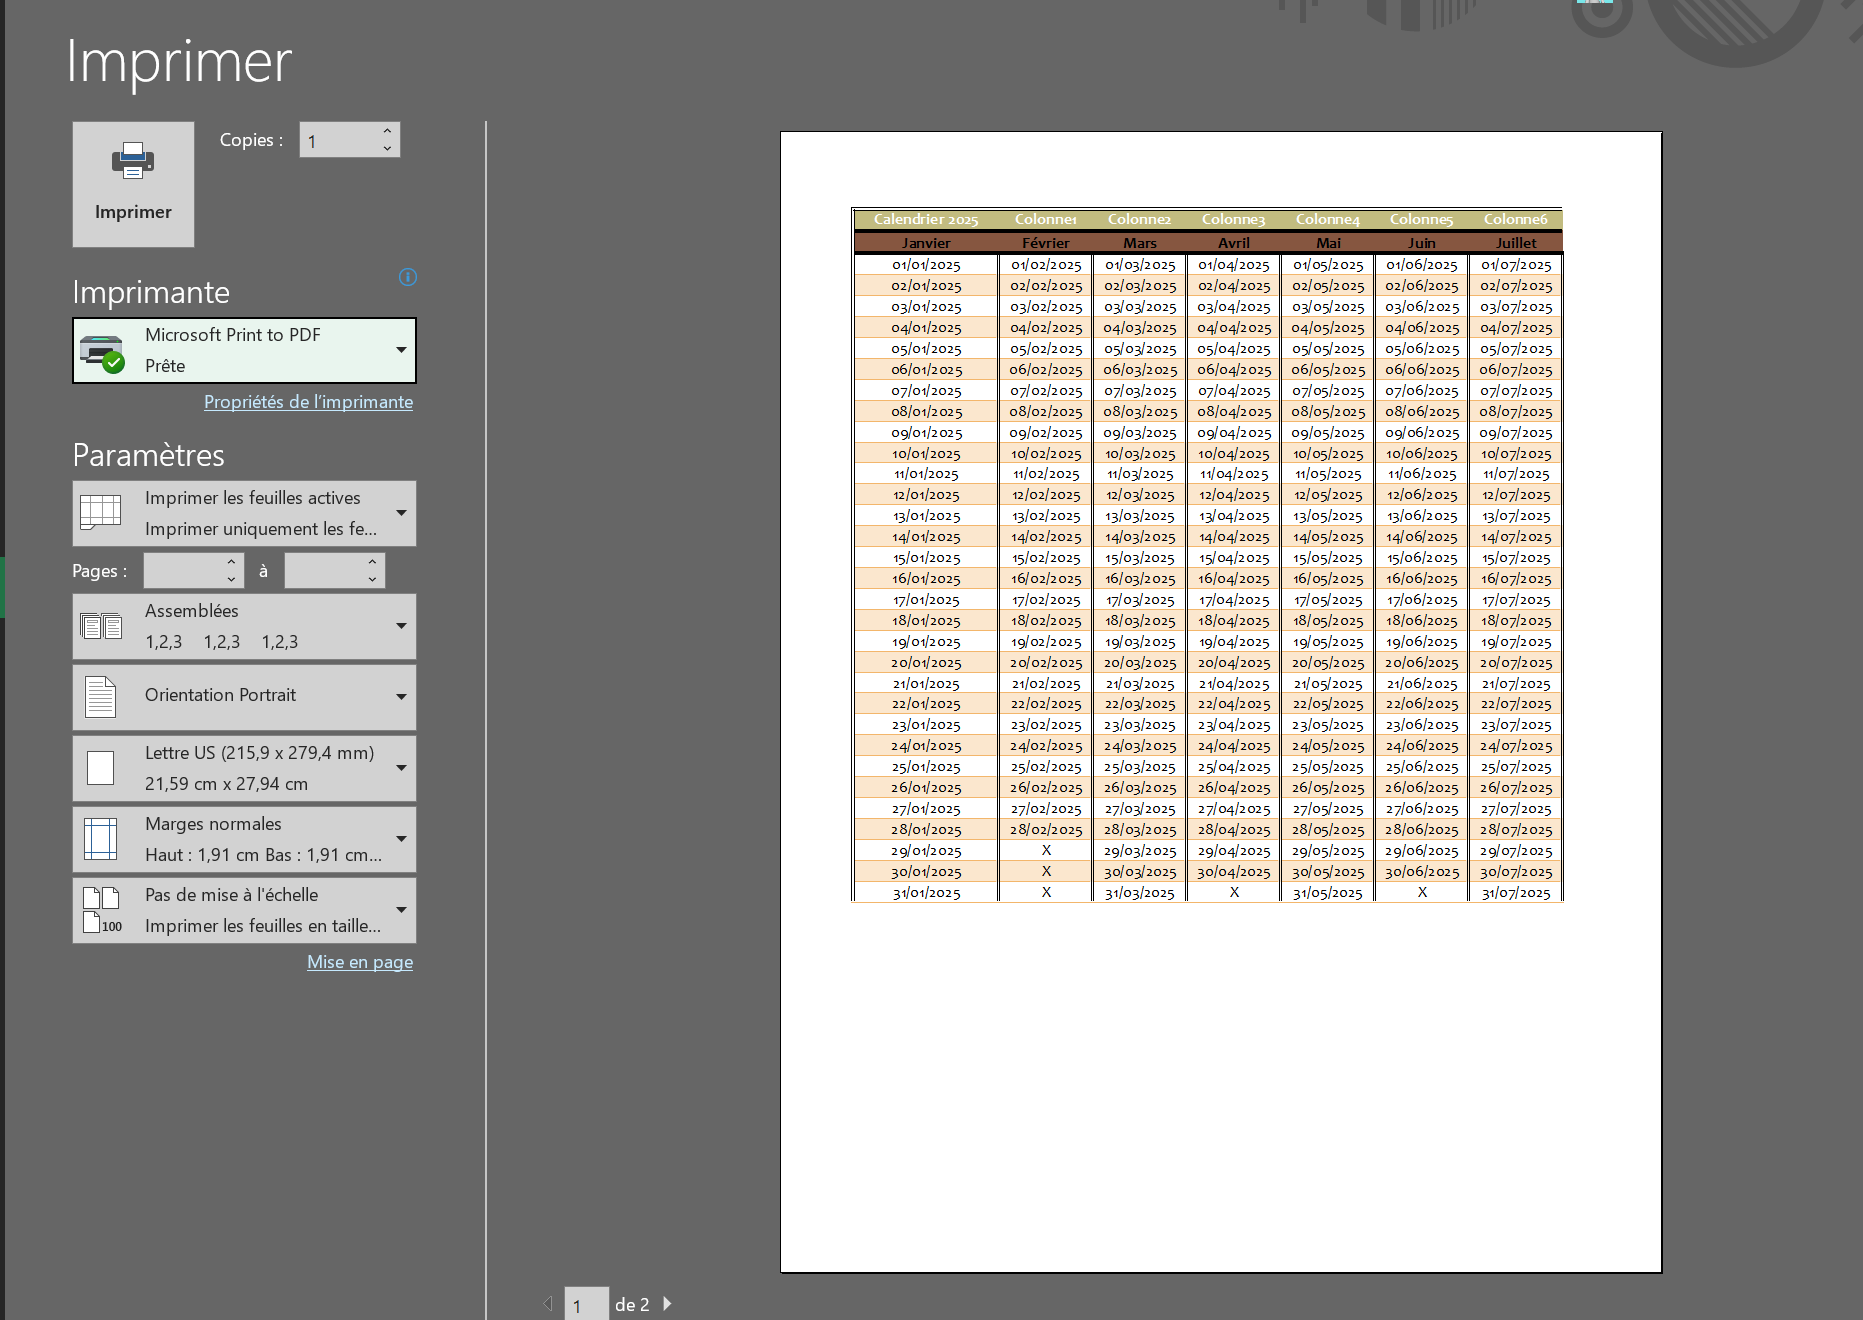 Imprimer
Imprimer
Copies : 1
Imprimante
Microsoft Print to PDF
Prête
Propriétés de l'imprimante
Paramètres
Imprimer les feuilles actives
Imprimer uniquement les fe...
Pages : à
Assemblées
1,2,3 1,2,3 1,2,3
Orientation Portrait
Lettre US (215,9 x 279,4 mm)
21,59 cm x 27,94 cm
Marges normales
Haut : 1,91 cm Bas : 1,91 cm...
Pas de mise à l'échelle
100 Imprimer les feuilles en taille...
Mise en page
Calendrier 2025 Colonne1 Colonne2 Colonne3 Colonne4 Colonne5 Colonne6
Janvier Février Mars Avril Mai Juin Juillet
01/01/2025 01/02/2025 01/03/2025 01/04/2025 01/05/2025 01/06/2025 01/07/2025
02/01/2025 02/02/2025 02/03/2025 02/04/2025 02/05/2025 02/06/2025 02/07/2025
03/01/2025 03/02/2025 03/03/2025 03/04/2025 03/05/2025 03/06/2025 03/07/2025
04/01/2025 04/02/2025 04/03/2025 04/04/2025 04/05/2025 04/06/2025 04/07/2025
05/01/2025 05/02/2025 05/03/2025 05/04/2025 05/05/2025 05/06/2025 05/07/2025
06/01/2025 06/02/2025 06/03/2025 06/04/2025 06/05/2025 06/06/2025 06/07/2025
07/01/2025 07/02/2025 07/03/2025 07/04/2025 07/05/2025 07/06/2025 07/07/2025
08/01/2025 08/02/2025 08/03/2025 08/04/2025 08/05/2025 08/06/2025 08/07/2025
09/01/2025 09/02/2025 09/03/2025 09/04/2025 09/05/2025 09/06/2025 09/07/2025
10/01/2025 10/02/2025 10/03/2025 10/04/2025 10/05/2025 10/06/2025 10/07/2025
11/01/2025 11/02/2025 11/03/2025 11/04/2025 11/05/2025 11/06/2025 11/07/2025
12/01/2025 12/02/2025 12/03/2025 12/04/2025 12/05/2025 12/06/2025 12/07/2025
13/01/2025 13/02/2025 13/03/2025 13/04/2025 13/05/2025 13/06/2025 13/07/2025
14/01/2025 14/02/2025 14/03/2025 14/04/2025 14/05/2025 14/06/2025 14/07/2025
15/01/2025 15/02/2025 15/03/2025 15/04/2025 15/05/2025 15/06/2025 15/07/2025
16/01/2025 16/02/2025 16/03/2025 16/04/2025 16/05/2025 16/06/2025 16/07/2025
17/01/2025 17/02/2025 17/03/2025 17/04/2025 17/05/2025 17/06/2025 17/07/2025
18/01/2025 18/02/2025 18/03/2025 18/04/2025 18/05/2025 18/06/2025 18/07/2025
19/01/2025 19/02/2025 19/03/2025 19/04/2025 19/05/2025 19/06/2025 19/07/2025
20/01/2025 20/02/2025 20/03/2025 20/04/2025 20/05/2025 20/06/2025 20/07/2025
21/01/2025 21/02/2025 21/03/2025 21/04/2025 21/05/2025 21/06/2025 21/07/2025
22/01/2025 22/02/2025 22/03/2025 22/04/2025 22/05/2025 22/06/2025 22/07/2025
23/01/2025 23/02/2025 23/03/2025 23/04/2025 23/05/2025 23/06/2025 23/07/2025
24/01/2025 24/02/2025 24/03/2025 24/04/2025 24/05/2025 24/06/2025 24/07/2025
25/01/2025 25/02/2025 25/03/2025 25/04/2025 25/05/2025 25/06/2025 25/07/2025
26/01/2025 26/02/2025 26/03/2025 26/04/2025 26/05/2025 26/06/2025 26/07/2025
27/01/2025 27/02/2025 27/03/2025 27/04/2025 27/05/2025 27/06/2025 27/07/2025
28/01/2025 28/02/2025 28/03/2025 28/04/2025 28/05/2025 28/06/2025 28/07/2025
29/01/2025 X 29/03/2025 29/04/2025 29/05/2025 29/06/2025 29/07/2025
30/01/2025 X 30/03/2025 30/04/2025 30/05/2025 30/06/2025 30/07/2025
31/01/2025 X 31/03/2025 X 31/05/2025 X 31/07/2025
1 de 2